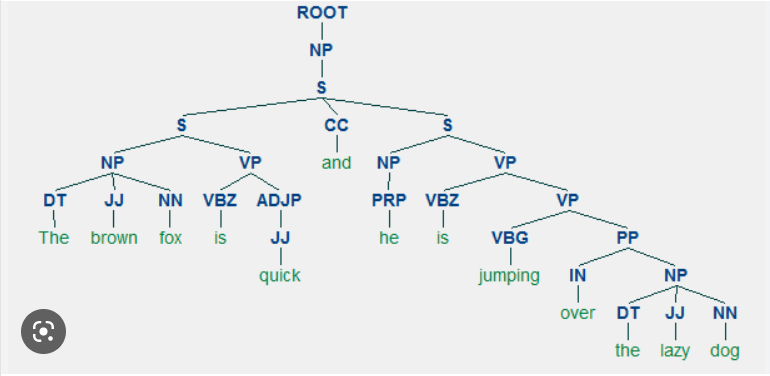 ROOT
NP
S
S CC S
NP VP and NP VP
DT JJ NN VBZ ADJP PRP VBZ VP
The brown fox is JJ he is VBG PP
quick jumping IN NP
over DT JJ NN
the lazy dog